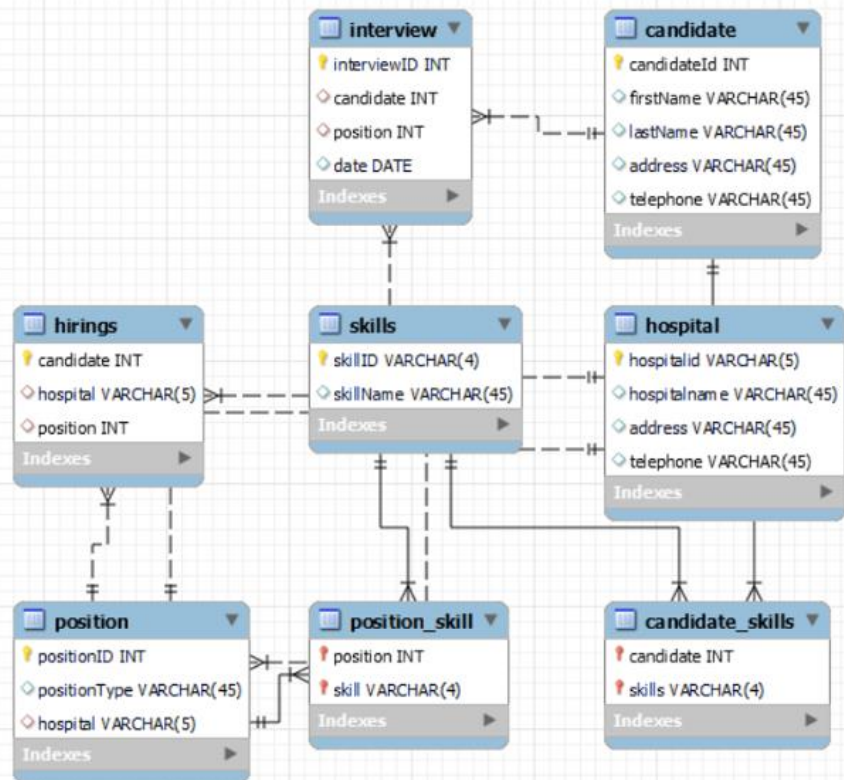 interview
interviewID INT
candidate INT
position INT
date DATE
Indexes
candidate
candidateId INT
firstName VARCHAR(45)
lastName VARCHAR(45)
address VARCHAR(45)
telephone VARCHAR(45)
Indexes
hirings
candidate INT
hospital VARCHAR(5)
position INT
Indexes
skills
skillID VARCHAR(4)
skillName VARCHAR(45)
Indexes
hospital
hospitalid VARCHAR(5)
hospitalname VARCHAR(45)
address VARCHAR(45)
telephone VARCHAR(45)
Indexes
position
positionID INT
positionType VARCHAR(45)
hospital VARCHAR(5)
Indexes
position_skill
position INT
skill VARCHAR(4)
Indexes
candidate_skills
candidate INT
skills VARCHAR(4)
Indexes